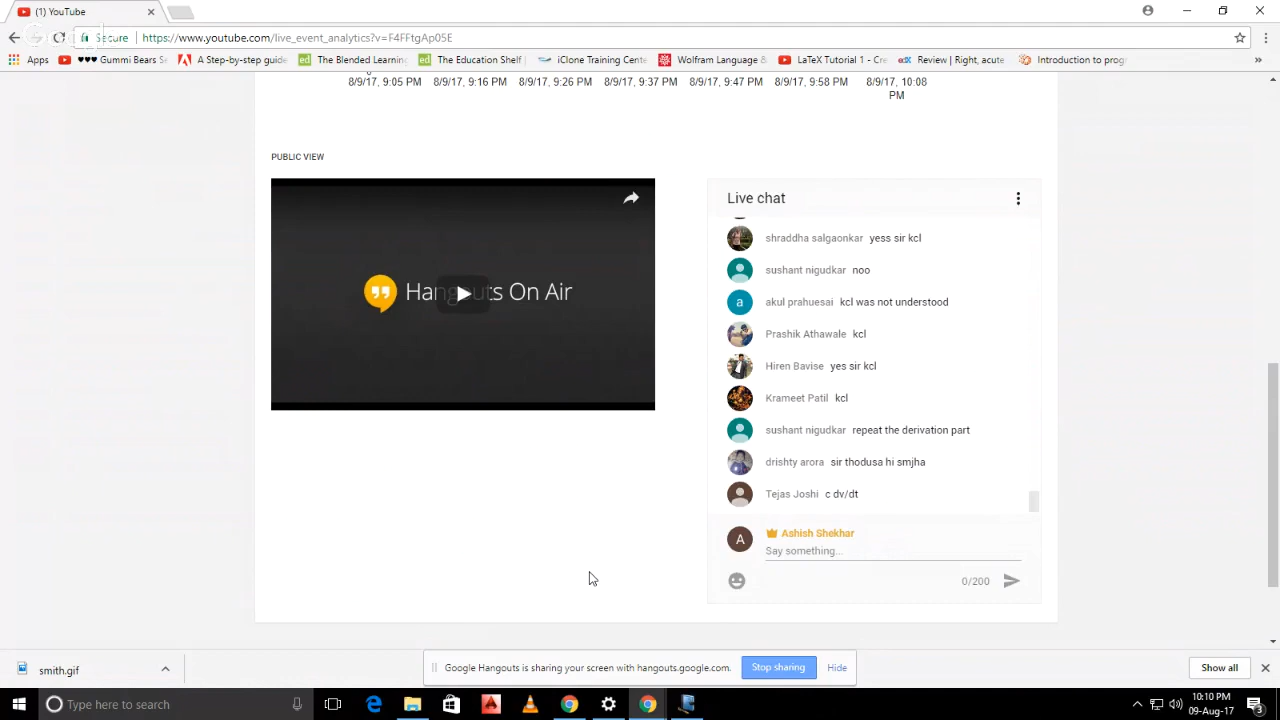 (1) YouTube
Secure https://www.youtube.com/live_event_analytics?v=F4FFtgAp05E
Apps ♥♥♥ Gummi Bears S A Step-by-step guide The Blended Learning The Education Shelf iClone Training Cente Wolfram Language & LaTeX Tutorial 1 - Cre Review | Right, acute Introduction to prog
8/9/17, 9:05 PM 8/9/17, 9:16 PM 8/9/17, 9:26 PM 8/9/17, 9:37 PM 8/9/17, 9:47 PM 8/9/17, 9:58 PM 8/9/17, 10:08
PM
PUBLIC VIEW
Hangouts On Air
Live chat
shraddha salgaonkar yess sir kcl
sushant nigudkar noo
akul prahuesai kcl was not understood
Prashik Athawale kcl
Hiren Bavise yes sir kcl
Krameet Patil kcl
sushant nigudkar repeat the derivation part
drishty arora sir thodusa hi smjha
Tejas Joshi c dv/dt
Ashish Shekhar
Say something...
0/200
smith.gif
Google Hangouts is sharing your screen with hangouts.google.com. Stop sharing Hide
Show all
Type here to search
10:10 PM
09-Aug-17